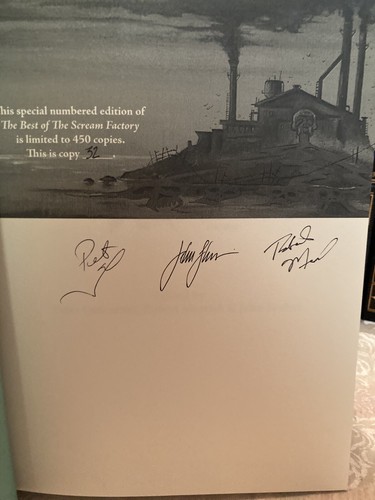 his special numbered edition of
The Best of The Scream Factory
is limited to 450 copies.
This is copy 52.